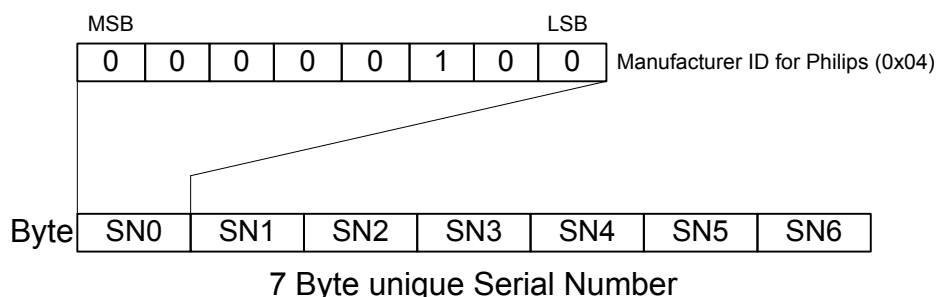 MSB LSB
0 0 0 0 0 1 0 0 Manufacturer ID for Philips (0x04)
Byte SN0 SN1 SN2 SN3 SN4 SN5 SN6
7 Byte unique Serial Number